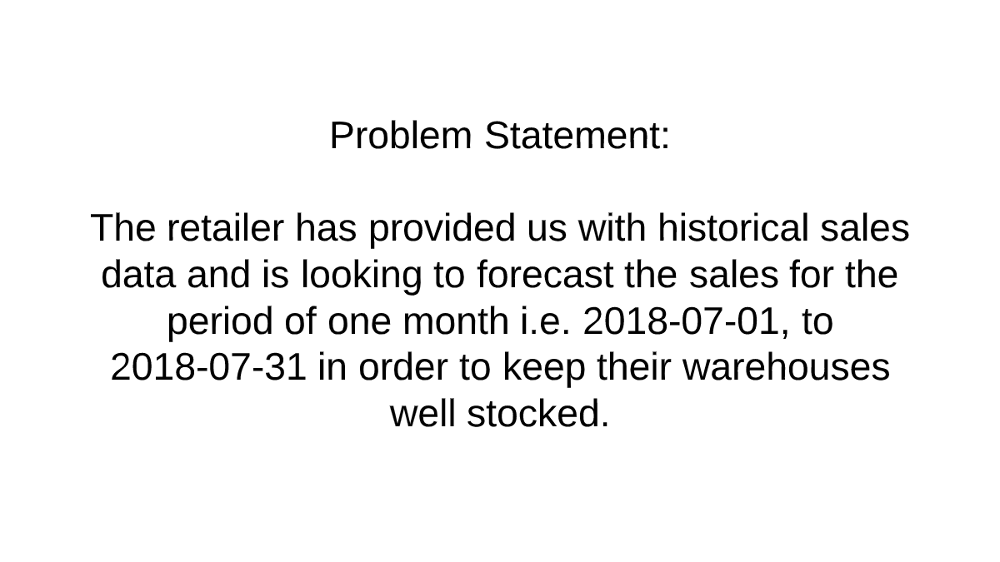 Problem Statement:
The retailer has provided us with historical sales
data and is looking to forecast the sales for the
period of one month i.e. 2018-07-01, to
2018-07-31 in order to keep their warehouses
well stocked.